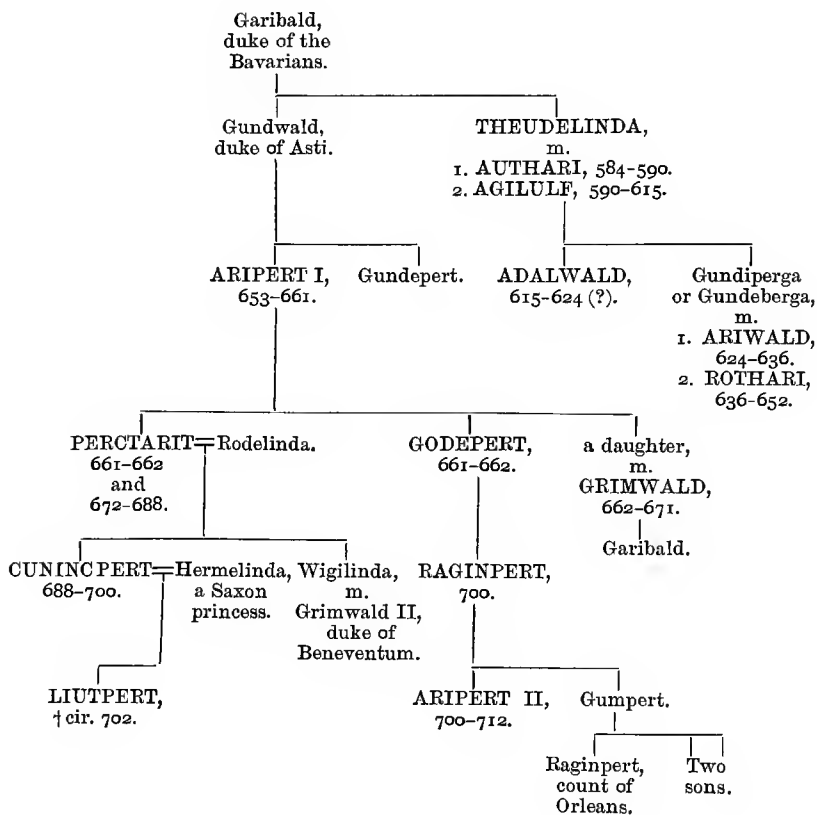 Garibald,
duke of the
Bavarians.
Gundwald,
duke of Asti.
THEUDELINDA,
m.
1. AUTHARI, 584-590.
2. AGILULF, 590-615.
ARIPERT I,
653-661.
Gundepert.
ADALWALD,
615-624 (?).
Gundiperga
or Gundeberga,
m.
1. ARIWALD,
624-636.
2. ROTHARI,
636-652.
PERCTARIT=Rodelinda.
661-662
and
672-688.
GODEPERT,
661-662.
a daughter,
m.
GRIMWALD,
662-671.
Garibald.
CUNINCPERT=Hermelinda,
688-700.
a Saxon
princess.
Wigilinda,
m.
Grimwald II,
duke of
Beneventum.
RAGINPERT,
700.
LIUTPERT,
† cir. 702.
ARIPERT II,
700-712.
Gumpert.
Raginpert,
count of
Orleans.
Two
sons.